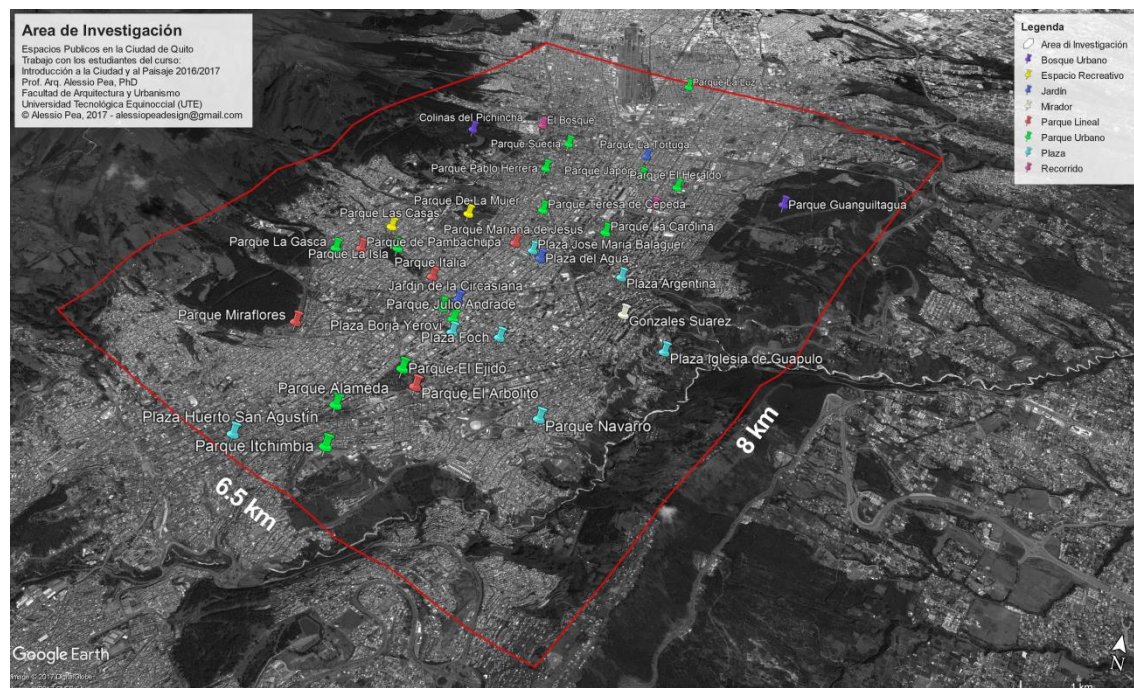 Area de Investigación
Espacios Publicos en la Ciudad de Quito
Trabajo con los estudiantes del curso:
Introducción a la Ciudad y al Paisaje 2016/2017
Prof. Arq. Alessio Pea, PhD
Facultad de Arquitectura y Urbanismo
Universidad Tecnológica Equinoccial (UTE)
© Alessio Pea, 2017 - alessiopeadesign@gmail.com
Legenda
Area di Investigación
Bosque Urbano
Espacio Recreativo
Jardín
Mirador
Parque Lineal
Parque Urbano
Plaza
Recorrido
Parque La Luz
Colinas del Pichincha
El Bosque
Parque Suecia
Parque La Tortuga
Parque Pablo Herrera
Parque Japon
Parque El Heraldo
Parque De La Mujer
Parque Teresa de Cepeda
Parque Guanguiltagua
Parque Las Casas
Parque Mariana de Jesus
Parque La Carolina
Parque La Gasca
Parque de Pambachupa
Plaza Jose Maria Balaguer
Parque La Isla
Plaza del Agua
Parque Italia
Plaza Argentina
Jardin de la Circasiana
Parque Julio Andrade
Parque Miraflores
Gonzales Suarez
Plaza Borja Yerovi
Plaza Foch
Plaza Iglesia de Guapulo
Parque El Ejido
Parque Alameda
Parque El Arbolito
Plaza Huerto San Agustín
Parque Navarro
Parque Itchimbia
8 km
6.5 km
Google Earth
Image © 2017 DigitalGlobe
N
1 km